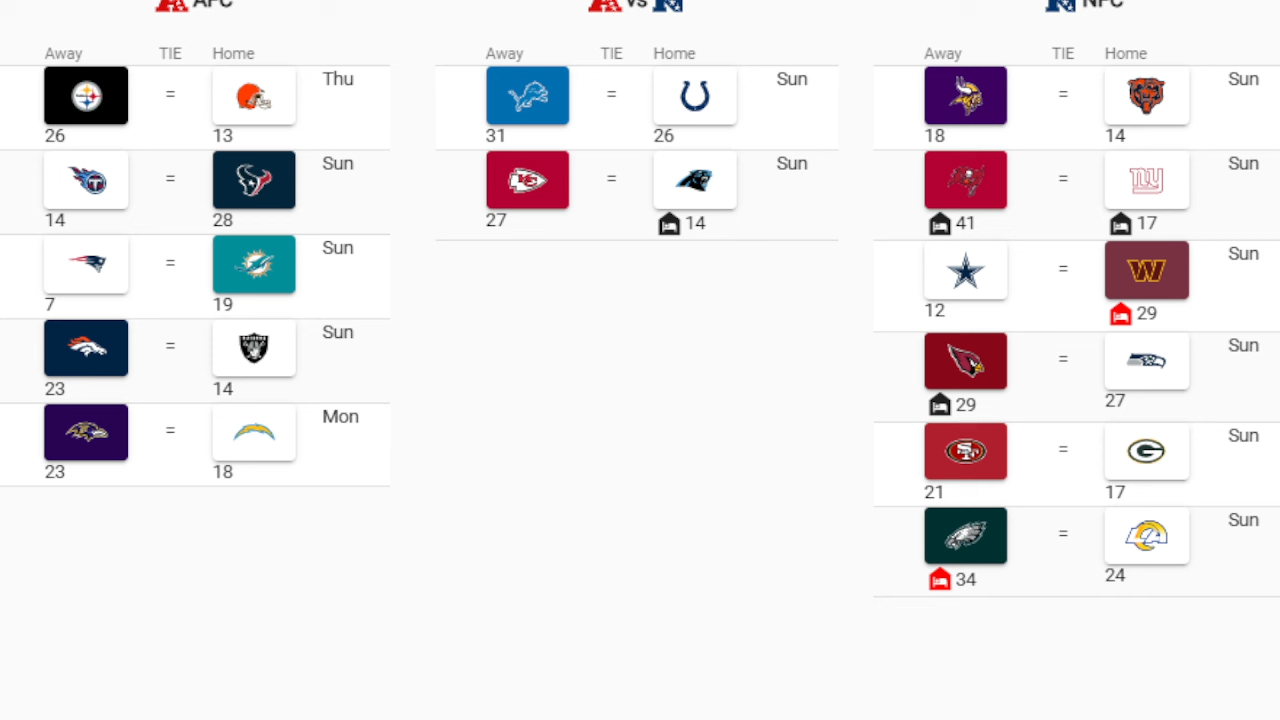 AFC
Away TIE Home
= Thu
26 13
= Sun
14 28
= Sun
7 19
= Sun
23 14
= Mon
23 18
vs
Away TIE Home
= Sun
31 26
= Sun
27 14
NFC
Away TIE Home
= Sun
18 14
= Sun
41 17
= Sun
12 29
= Sun
29 27
= Sun
21 17
= Sun
34 24